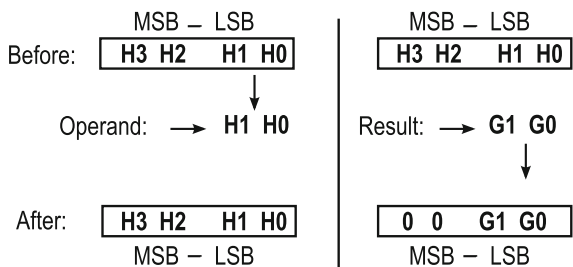 MSB – LSB
Before: H3 H2 H1 H0
Operand: H1 H0
After: H3 H2 H1 H0
MSB – LSB
MSB – LSB
H3 H2 H1 H0
Result: G1 G0
0 0 G1 G0
MSB – LSB